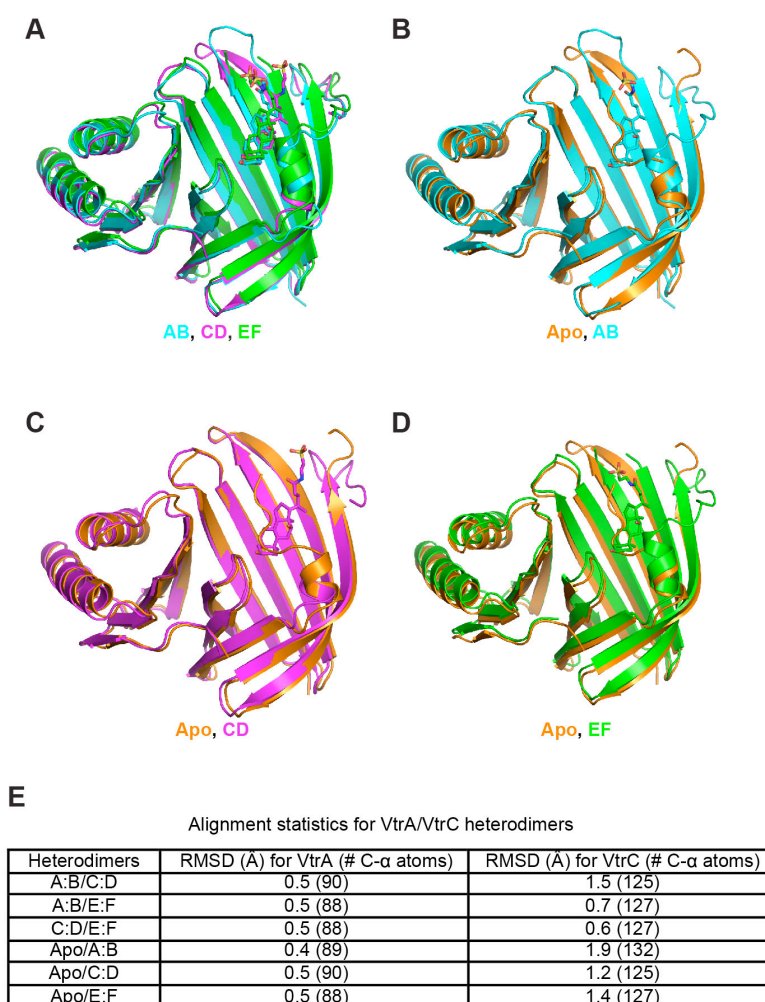 A
B
AB, CD, EF
Apo, AB
C
D
Apo, CD
Apo, EF
E
Alignment statistics for VtrA/VtrC heterodimers
Heterodimers RMSD (Â) for VtrA (# C-α atoms) RMSD (Â) for VtrC (# C-α atoms)
A:B/C:D 0.5 (90) 1.5 (125)
A:B/E:F 0.5 (88) 0.7 (127)
C:D/E:F 0.5 (88) 0.6 (127)
Apo/A:B 0.4 (89) 1.9 (132)
Apo/C:D 0.5 (90) 1.2 (125)
Apo/E:F 0.5 (88) 1.4 (127)